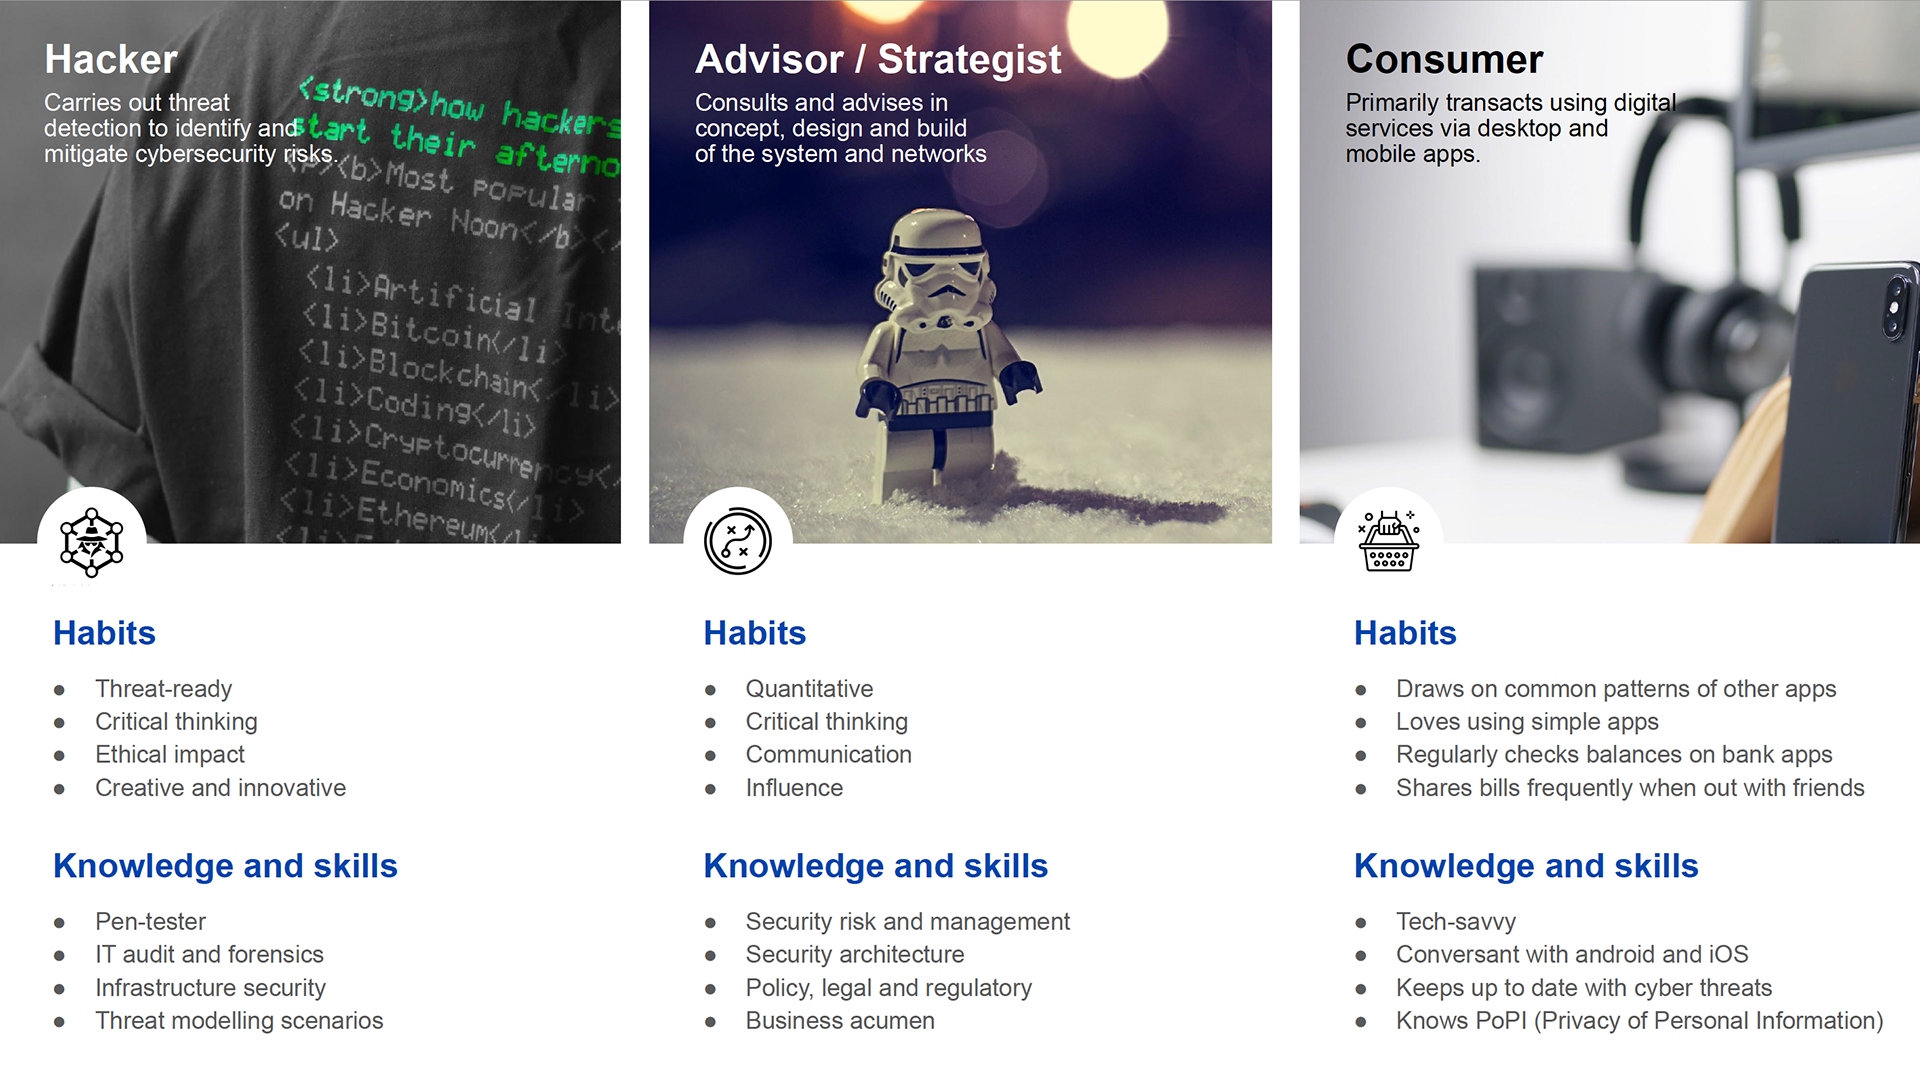 Hacker
Carries out threat
detection to identify and
mitigate cybersecurity risks.
<strong>how hackers
start their afterno
<p><b>Most popular
on Hacker Noon</b></
<ul>
<li>Artificial Inte
<li>Bitcoin</li>
<li>Blockchain</li>
<li>Coding</li>
<li>Cryptocurrency</
<li>Economics</li>
<li>Ethereum</li>
Habits
● Threat-ready
● Critical thinking
● Ethical impact
● Creative and innovative
Knowledge and skills
● Pen-tester
● IT audit and forensics
● Infrastructure security
● Threat modelling scenarios
Advisor / Strategist
Consults and advises in
concept, design and build
of the system and networks
Habits
● Quantitative
● Critical thinking
● Communication
● Influence
Knowledge and skills
● Security risk and management
● Security architecture
● Policy, legal and regulatory
● Business acumen
Consumer
Primarily transacts using digital
services via desktop and
mobile apps.
Habits
● Draws on common patterns of other apps
● Loves using simple apps
● Regularly checks balances on bank apps
● Shares bills frequently when out with friends
Knowledge and skills
● Tech-savvy
● Conversant with android and iOS
● Keeps up to date with cyber threats
● Knows PoPI (Privacy of Personal Information)